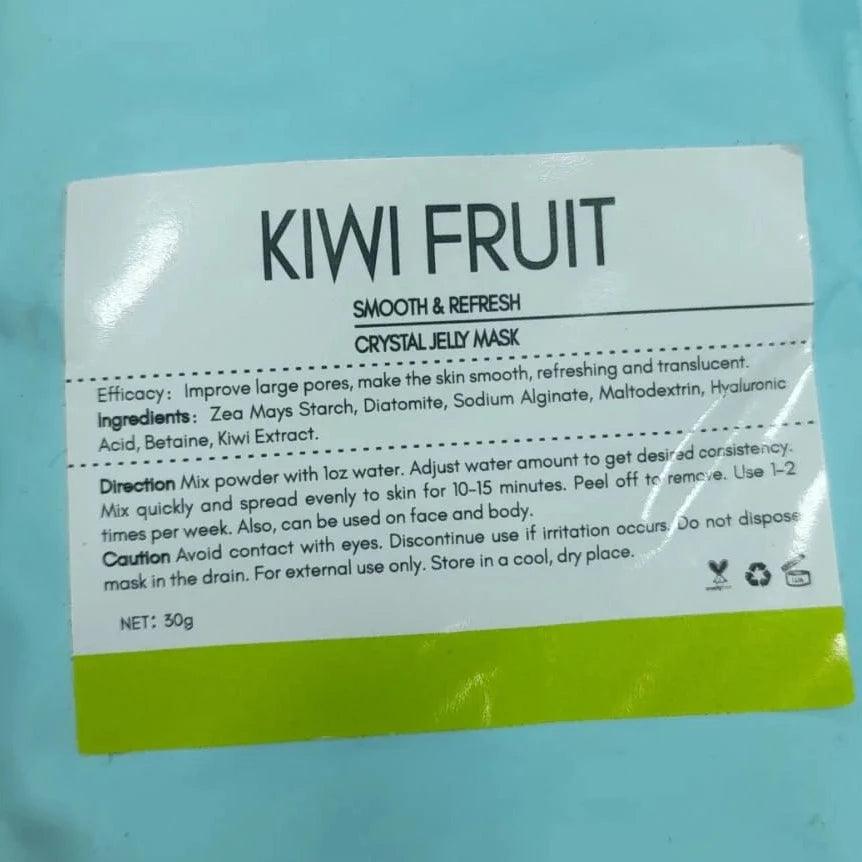 KIWI FRUIT
SMOOTH & REFRESH
CRYSTAL JELLY MASK
Efficacy: Improve large pores, make the skin smooth, refreshing and translucent.
Ingredients: Zea Mays Starch, Diatomite, Sodium Alginate, Maltodextrin, Hyaluronic
Acid, Betaine, Kiwi Extract.
Direction Mix powder with 1oz water. Adjust water amount to get desired consistency.
Mix quickly and spread evenly to skin for 10-15 minutes. Peel off to remove. Use 1-2
times per week. Also, can be used on face and body.
Caution Avoid contact with eyes. Discontinue use if irritation occurs. Do not dispose
mask in the drain. For external use only. Store in a cool, dry place.
NET: 30g